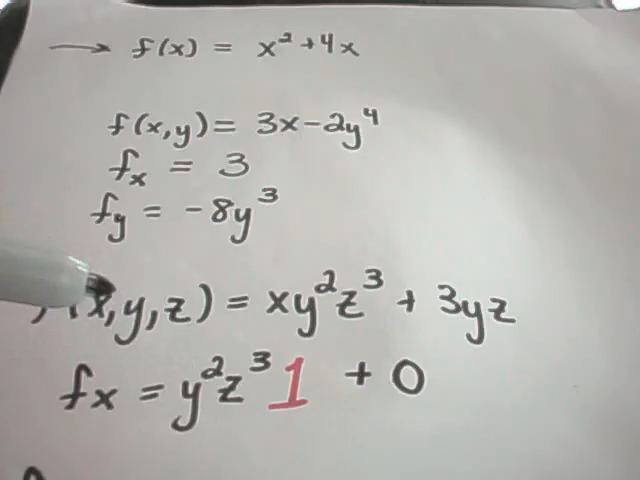 → f(x) = x² + 4x
f(x,y) = 3x - 2y⁴
fx = 3
fy = -8y³
(x,y,z) = xy²z³ + 3yz
fx = y²z³ 1 + 0